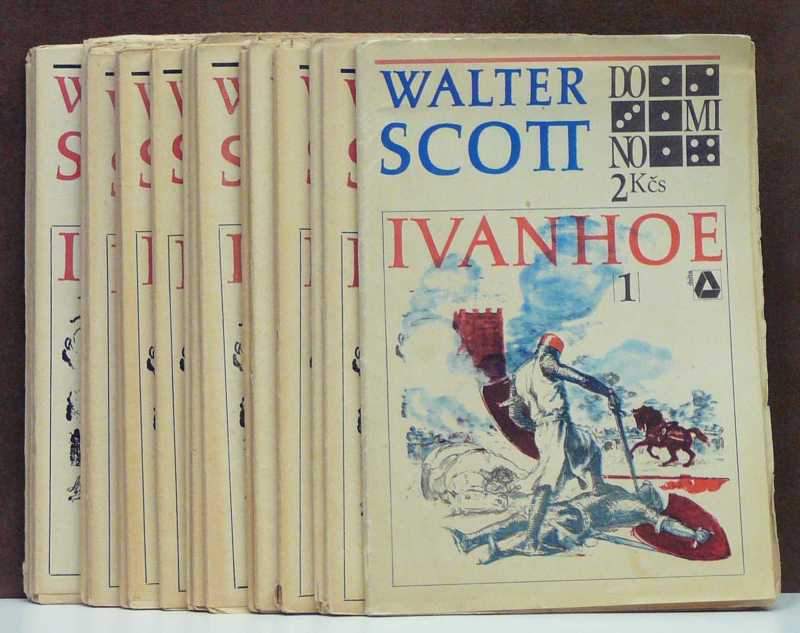 WALTER
SCOTT
DO
MI
NO
2 Kčs
IVANHOE
1